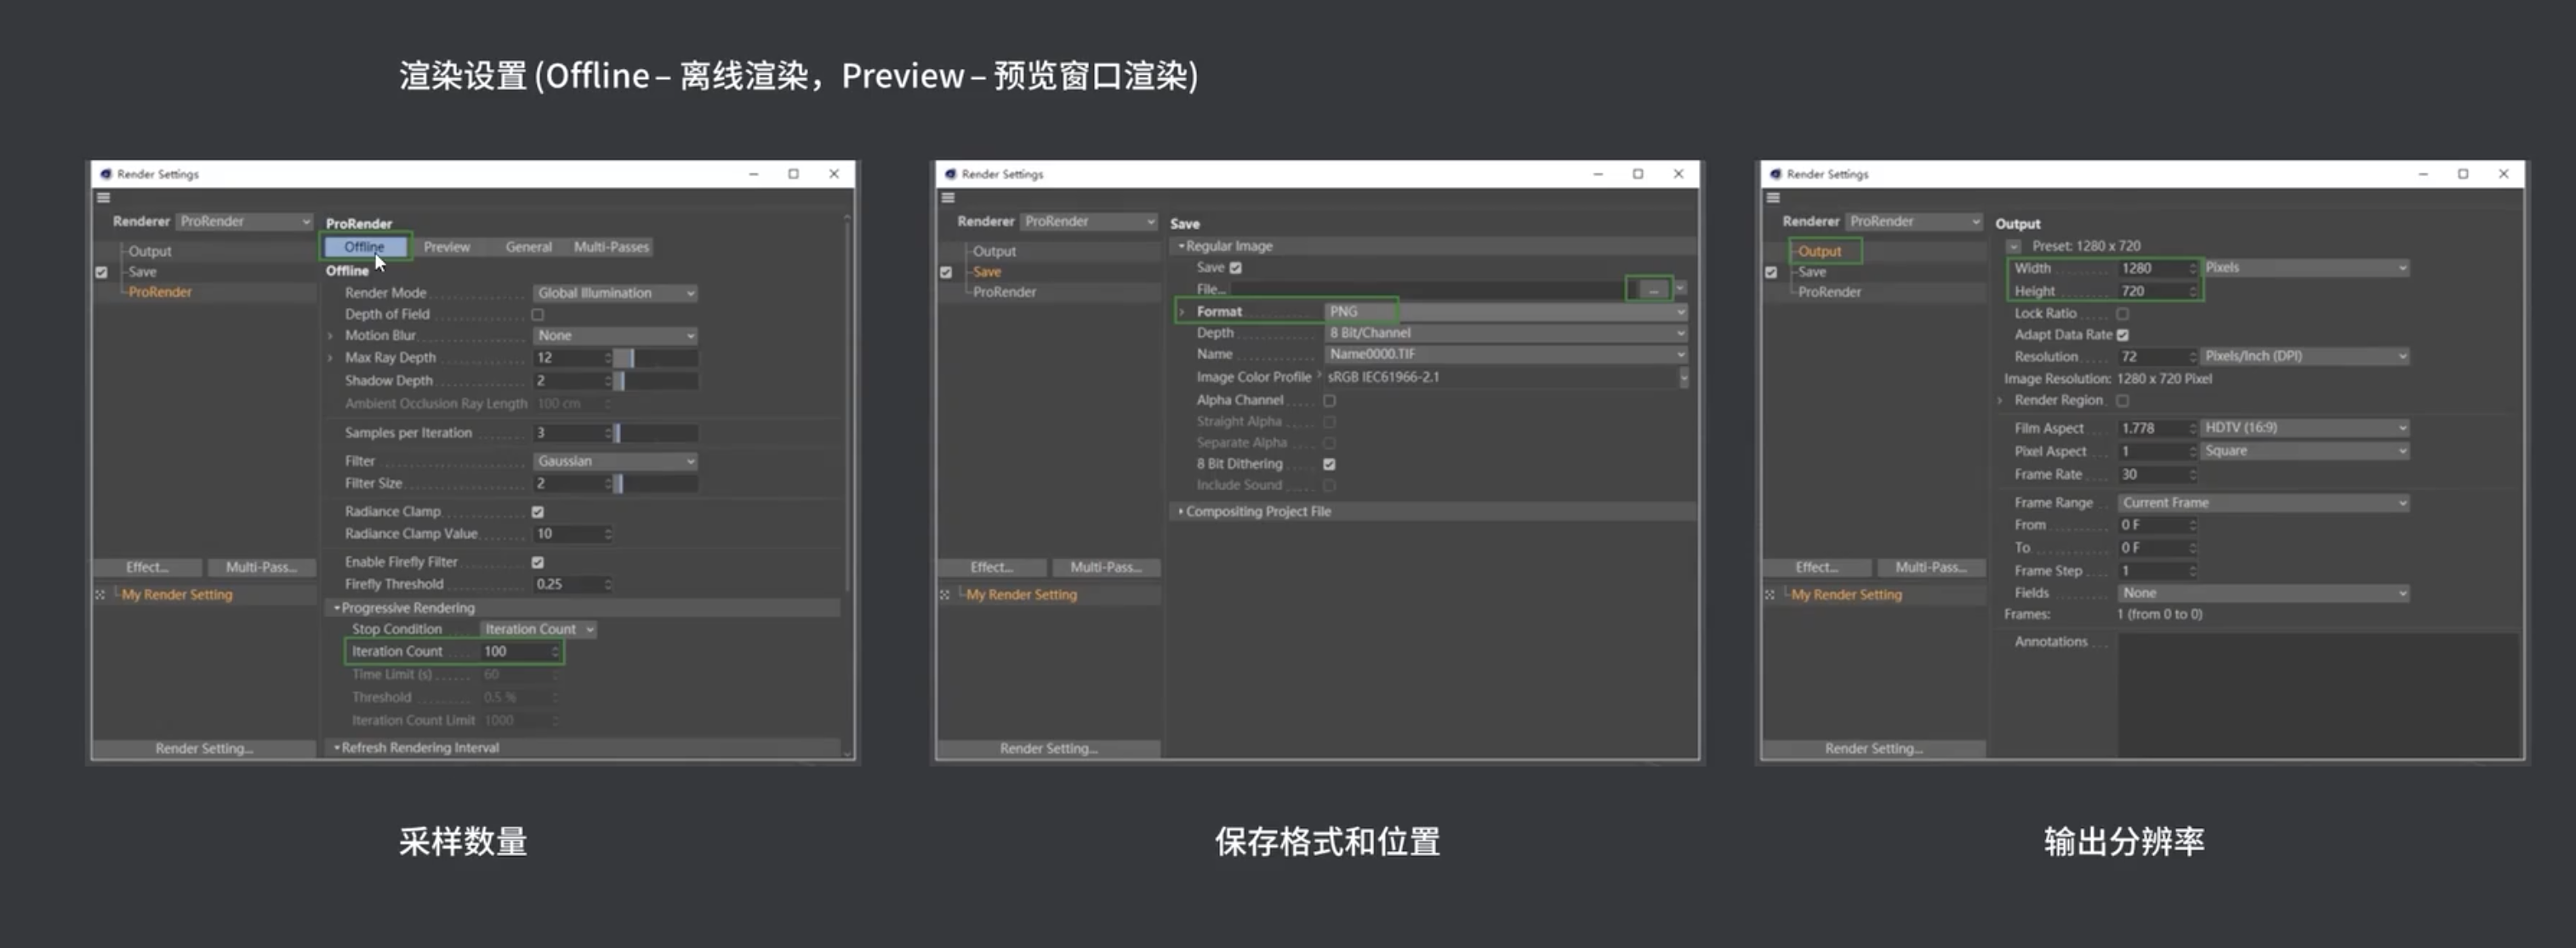 渲染设置 (Offline – 离线渲染，Preview – 预览窗口渲染)
Render Settings
Renderer ProRender
Output
Save
ProRender
Effect... Multi-Pass...
My Render Setting
Render Setting...
ProRender
Offline Preview General Multi-Passes
Offline
Render Mode Global Illumination
Depth of Field
Motion Blur None
Max Ray Depth 12
Shadow Depth 2
Ambient Occlusion Ray Length 100 cm
Samples per Iteration 3
Filter Gaussian
Filter Size 2
Radiance Clamp
Radiance Clamp Value 10
Enable Firefly Filter
Firefly Threshold 0.25
Progressive Rendering
Stop Condition Iteration Count
Iteration Count 100
Time Limit (s) 60
Threshold 0.5 %
Iteration Count Limit 1000
Refresh Rendering Interval
采样数量
Render Settings
Renderer ProRender
Output
Save
ProRender
Effect... Multi-Pass...
My Render Setting
Render Setting...
Save
Regular Image
Save
File... ...
Format PNG
Depth 8 Bit/Channel
Name Name0000.TIF
Image Color Profile sRGB IEC61966-2.1
Alpha Channel
Straight Alpha
Separate Alpha
8 Bit Dithering
Include Sound
Compositing Project File
保存格式和位置
Render Settings
Renderer ProRender
Output
Save
ProRender
Effect... Multi-Pass...
My Render Setting
Render Setting...
Output
Preset: 1280 x 720
Width 1280 Pixels
Height 720
Lock Ratio
Adapt Data Rate
Resolution 72 Pixels/Inch (DPI)
Image Resolution: 1280 x 720 Pixel
Render Region
Film Aspect 1.778 HDTV (16:9)
Pixel Aspect 1 Square
Frame Rate 30
Frame Range Current Frame
From 0 F
To 0 F
Frame Step 1
Fields None
Frames: 1 (from 0 to 0)
Annotations
输出分辨率